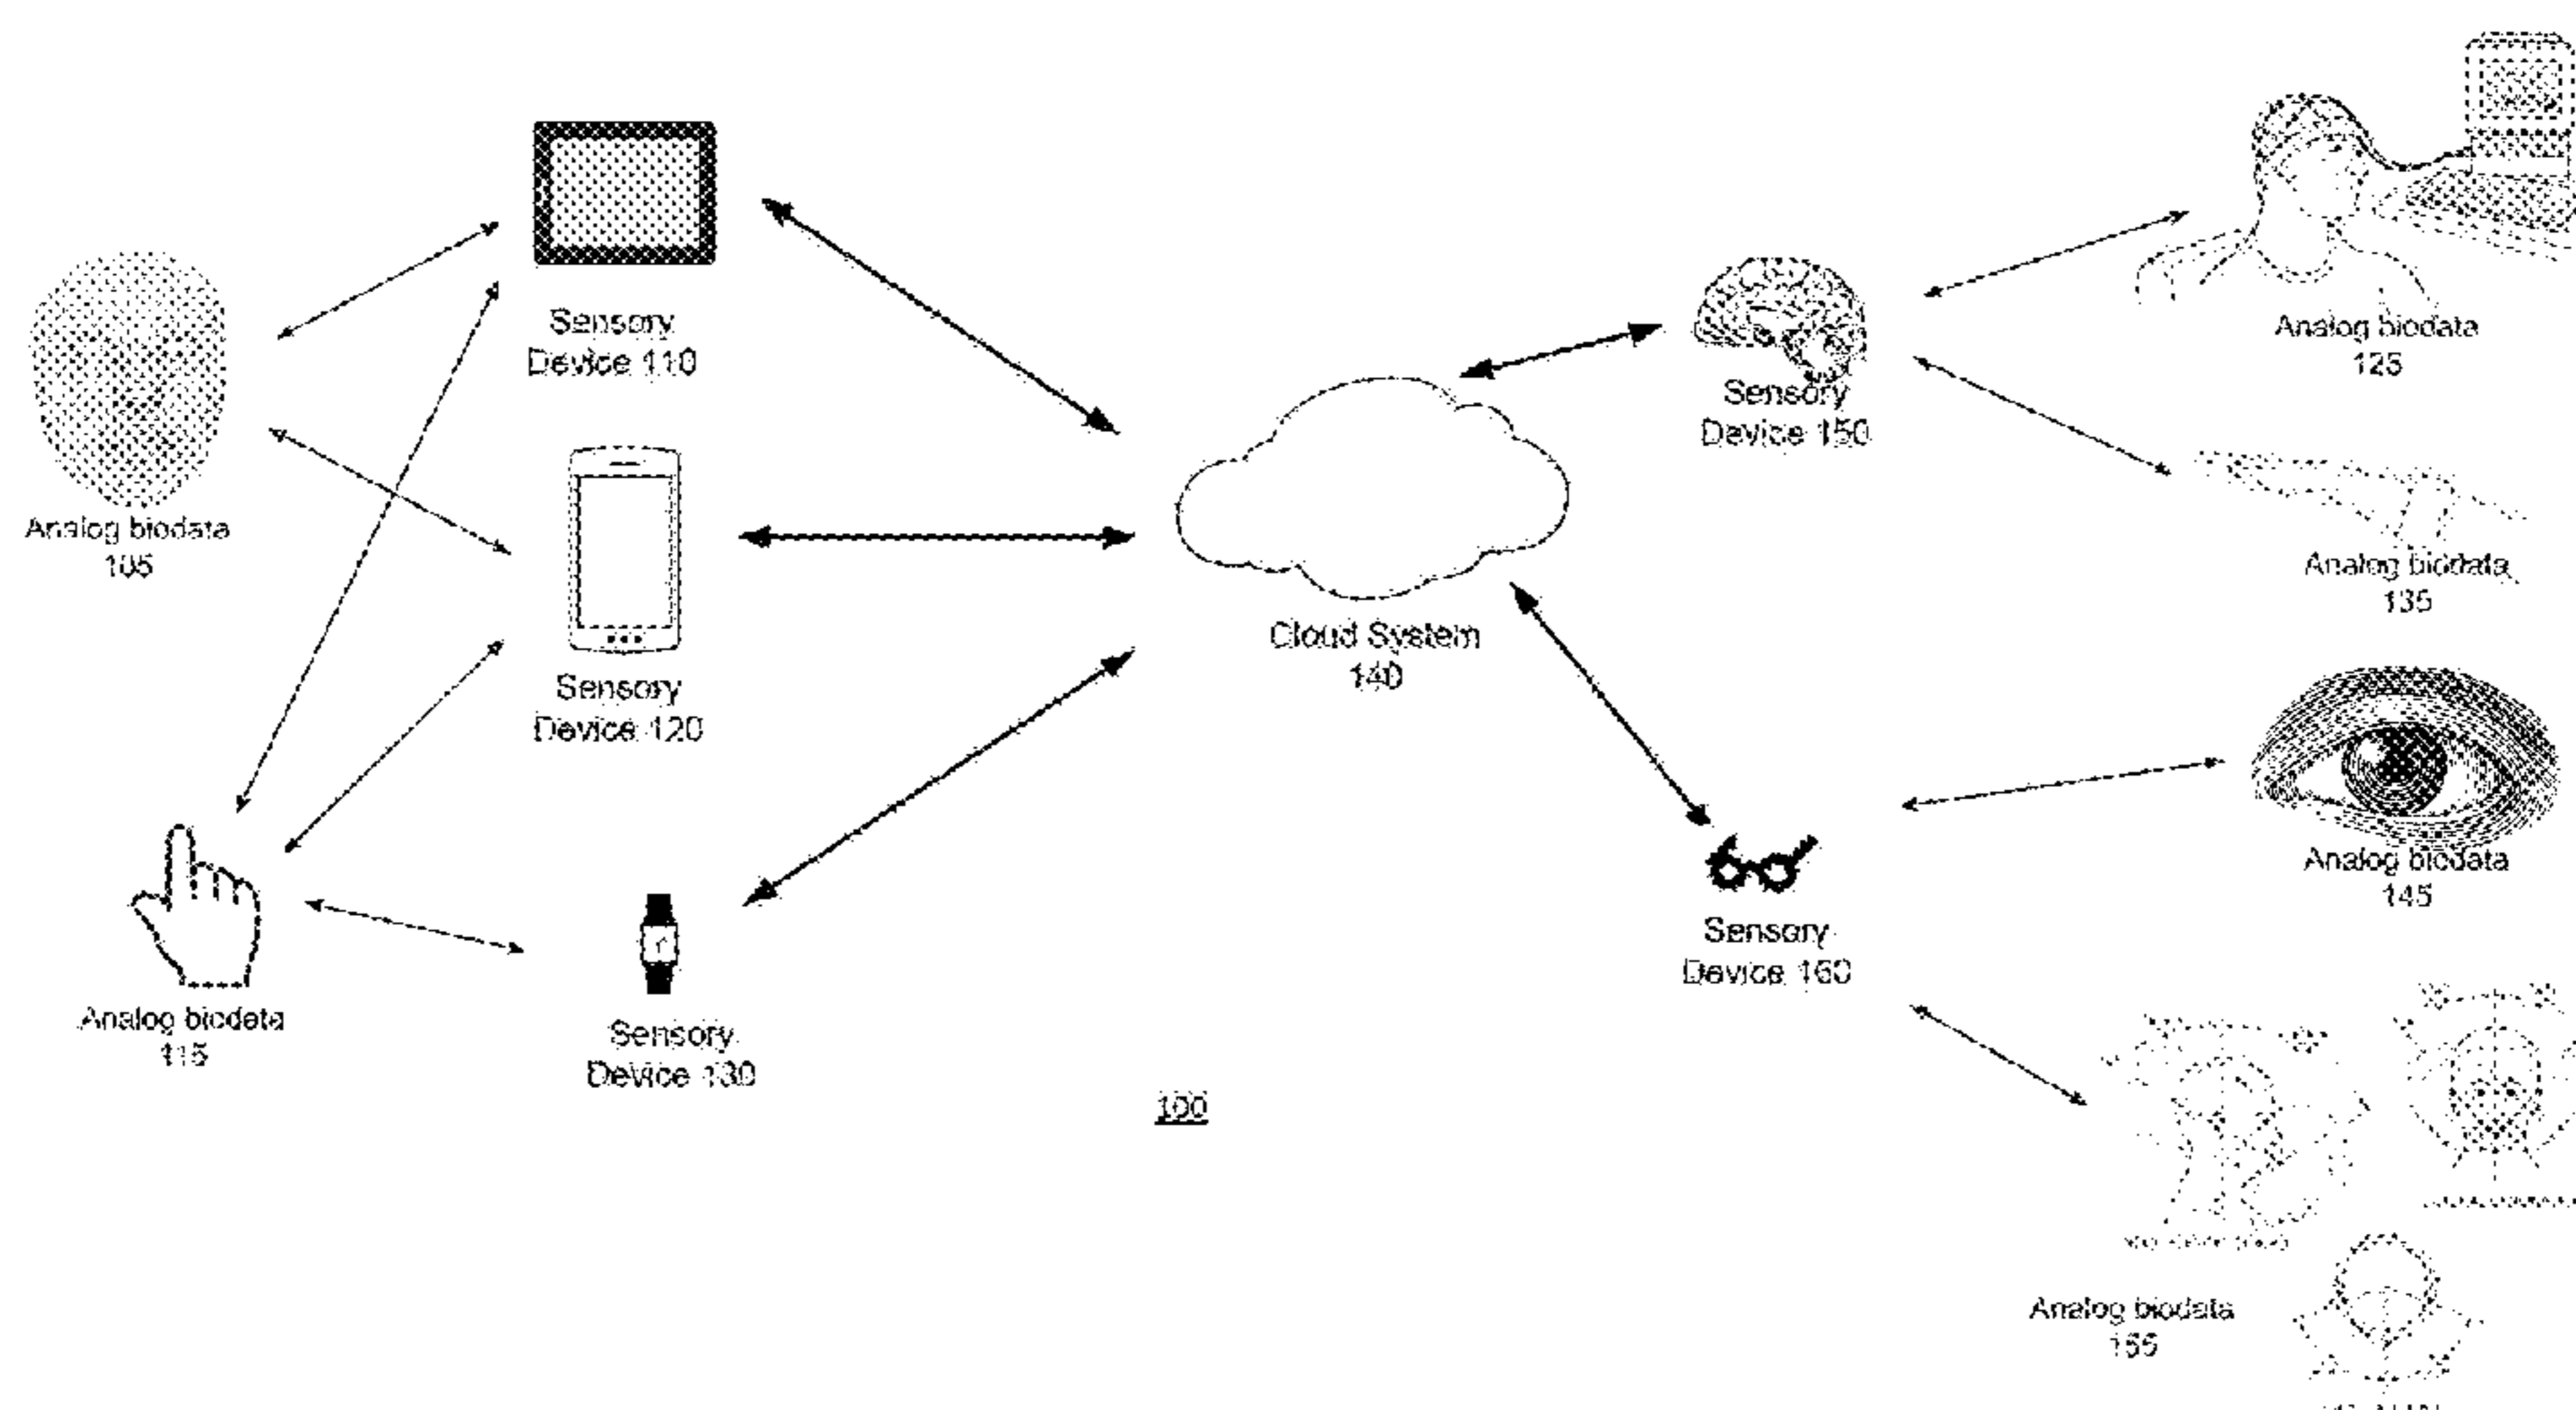 Sensory
Device 110
Analog biodata
105
Sensory
Device 120
Analog biodata
115
Sensory
Device 130
Cloud System
140
100
Sensory
Device 150
Analog biodata
125
Analog biodata
135
Analog biodata
145
Sensory
Device 160
Analog biodata
155